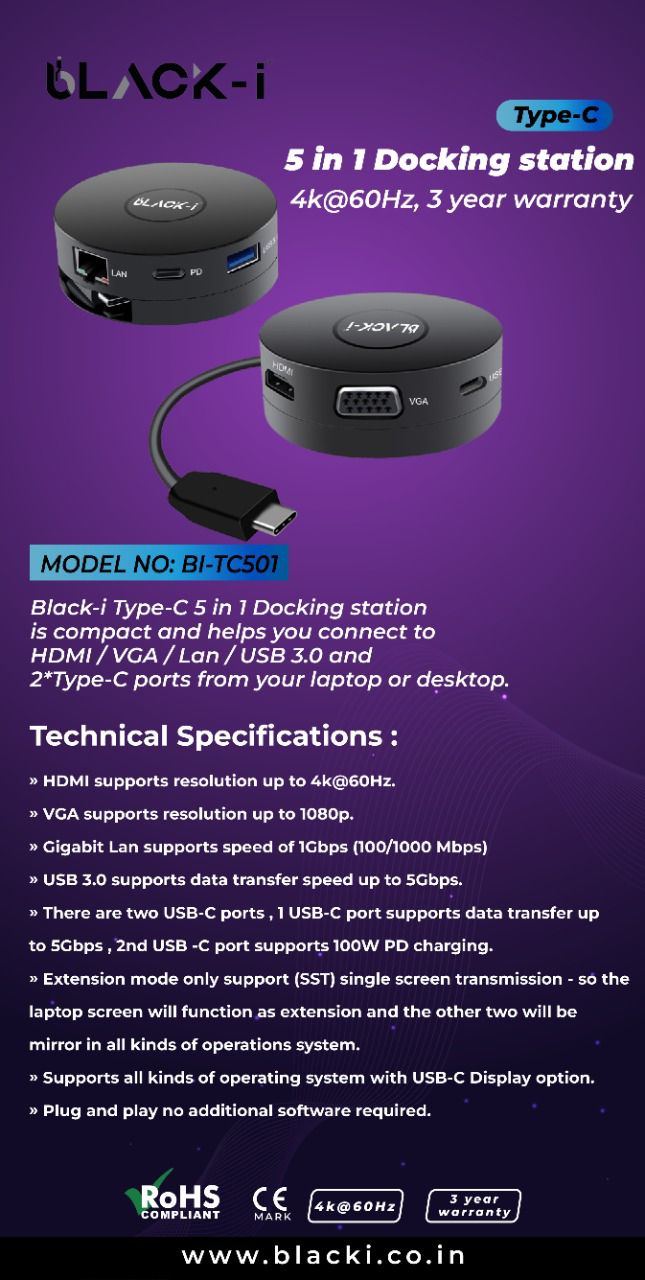 bLACK-i
Type-C
5 in 1 Docking station
4k@60Hz, 3 year warranty
bLACK-i
LAN
PD
bLACK-i
HDMI
VGA
USB
MODEL NO: BI-TC501
Black-i Type-C 5 in 1 Docking station
is compact and helps you connect to
HDMI / VGA / Lan / USB 3.0 and
2*Type-C ports from your laptop or desktop.
Technical Specifications :
» HDMI supports resolution up to 4k@60Hz.
» VGA supports resolution up to 1080p.
» Gigabit Lan supports speed of 1Gbps (100/1000 Mbps)
» USB 3.0 supports data transfer speed up to 5Gbps.
» There are two USB-C ports , 1 USB-C port supports data transfer up
to 5Gbps , 2nd USB -C port supports 100W PD charging.
» Extension mode only support (SST) single screen transmission - so the
laptop screen will function as extension and the other two will be
mirror in all kinds of operations system.
» Supports all kinds of operating system with USB-C Display option.
» Plug and play no additional software required.
RoHS
COMPLIANT
CE
MARK
4k@60Hz
3 year
warranty
www.blacki.co.in